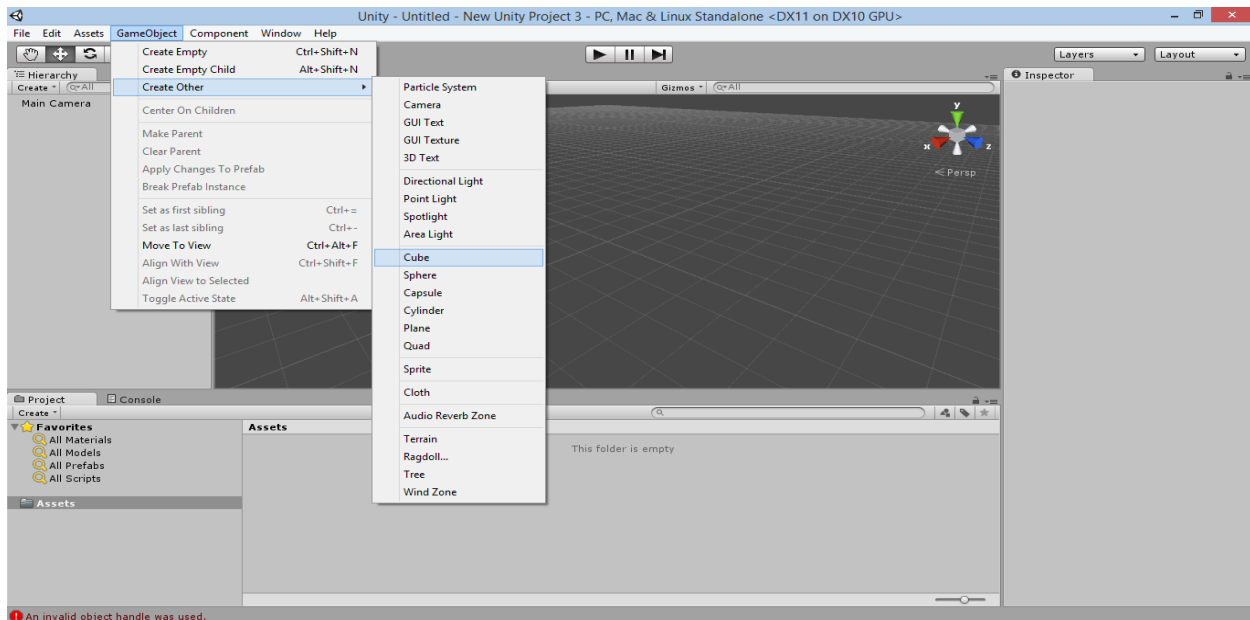 Unity - Untitled - New Unity Project 3 - PC, Mac & Linux Standalone <DX11 on DX10 GPU>
File Edit Assets GameObject Component Window Help
Layers Layout
Hierarchy
Create All
Main Camera
Create Empty Ctrl+Shift+N
Create Empty Child Alt+Shift+N
Create Other
Center On Children
Make Parent
Clear Parent
Apply Changes To Prefab
Break Prefab Instance
Set as first sibling Ctrl+=
Set as last sibling Ctrl+-
Move To View Ctrl+Alt+F
Align With View Ctrl+Shift+F
Align View to Selected
Toggle Active State Alt+Shift+A
Particle System
Camera
GUI Text
GUI Texture
3D Text
Directional Light
Point Light
Spotlight
Area Light
Cube
Sphere
Capsule
Cylinder
Plane
Quad
Sprite
Cloth
Audio Reverb Zone
Terrain
Ragdoll...
Tree
Wind Zone
Gizmos All
y
x z
Persp
Inspector
Project Console
Create
Favorites
All Materials
All Models
All Prefabs
All Scripts
Assets
Assets
This folder is empty
An invalid object handle was used.